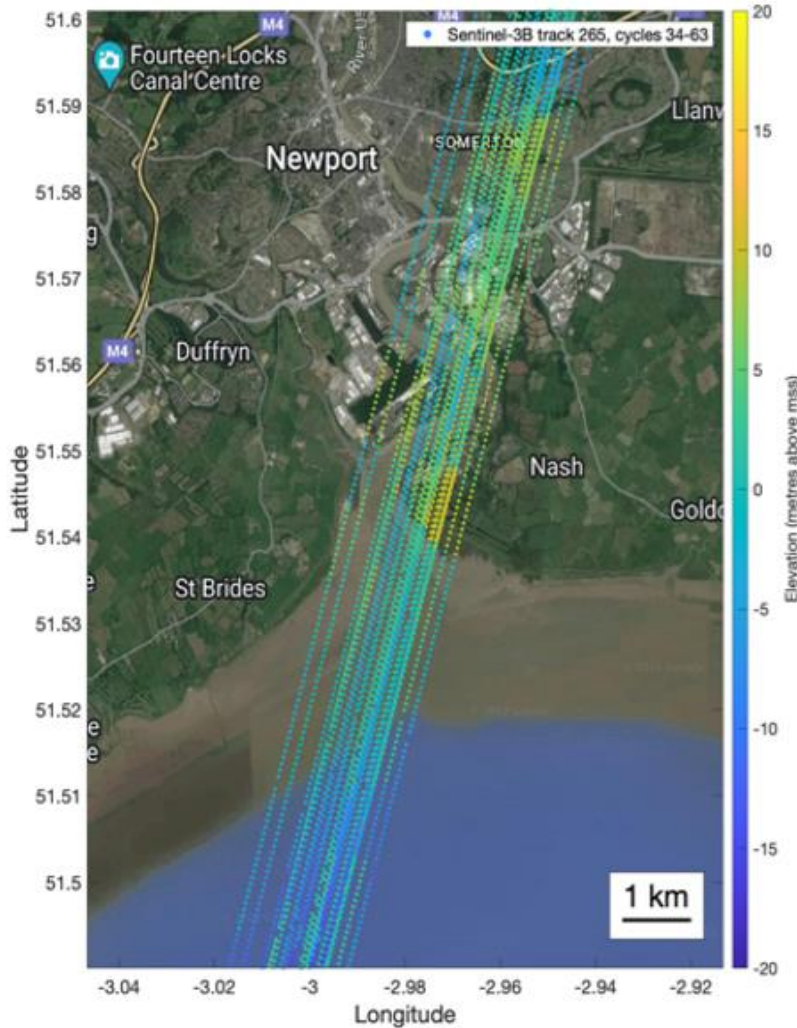 51.6
51.59
51.58
51.57
51.56
51.55
51.54
51.53
51.52
51.51
51.5
Latitude
M4
M4
Sentinel-3B track 265, cycles 34-63
Fourteen Locks
Canal Centre
River Us
Llanw
SOMERTON
Newport
g
M4
Duffryn
Nash
Goldc
e
St Brides
e
e
1 km
-3.04
-3.02
-3
-2.98
-2.96
-2.94
-2.92
Longitude
20
15
10
5
0
-5
-10
-15
-20
Elevation (metres above mss)